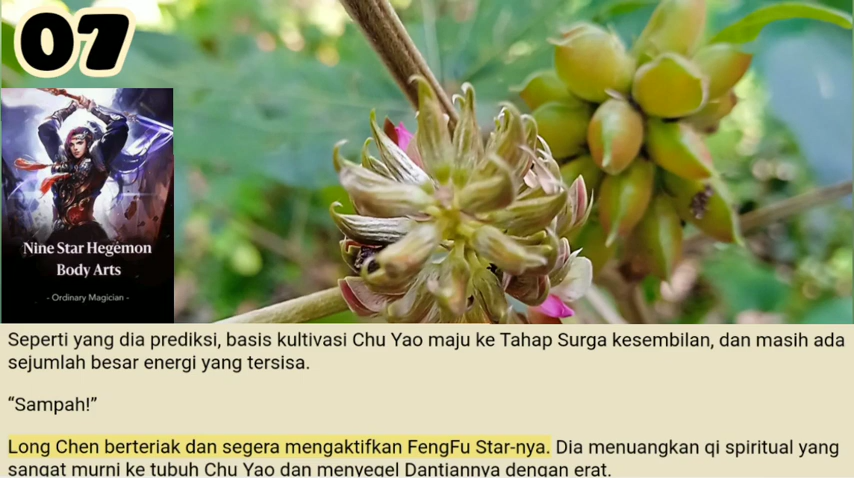 07
Nine Star Hegemon
Body Arts
- Ordinary Magician -
Seperti yang dia prediksi, basis kultivasi Chu Yao maju ke Tahap Surga kesembilan, dan masih ada
sejumlah besar energi yang tersisa.
“Sampah!”
Long Chen berteriak dan segera mengaktifkan FengFu Star-nya. Dia menuangkan qi spiritual yang
sangat murni ke tubuh Chu Yao dan menyegel Dantiannya dengan erat.